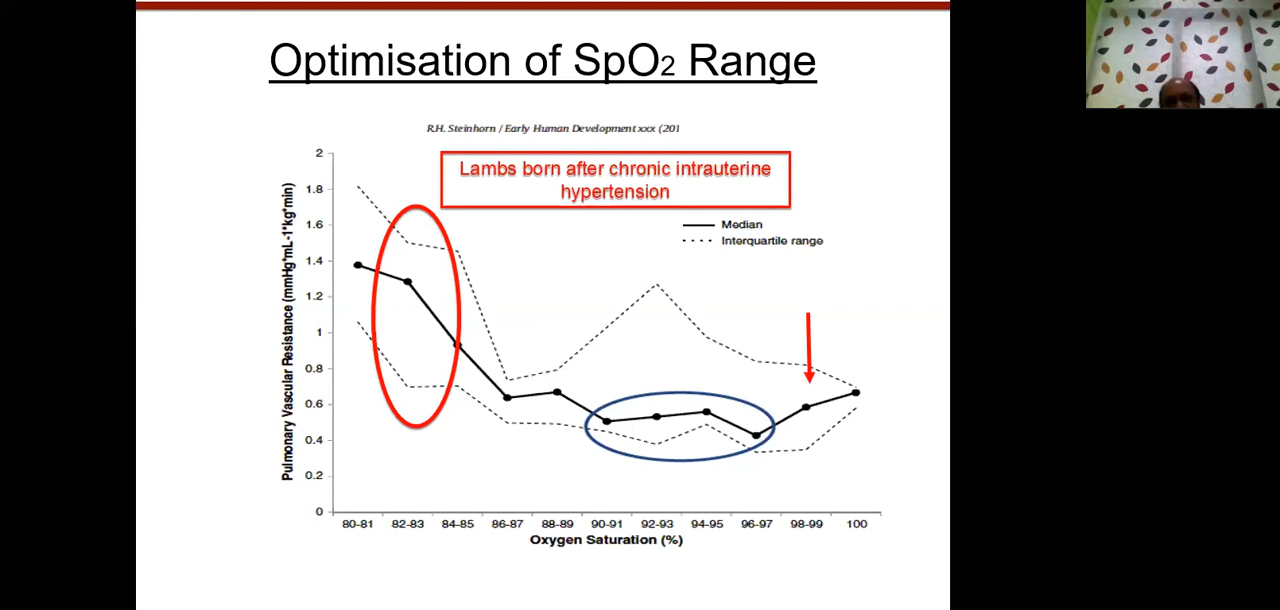 Optimisation of SpO2 Range
R.H. Steinhorn / Early Human Development xxx (201
Lambs born after chronic intrauterine
hypertension
Median
Interquartile range
Pulmonary Vascular Resistance (mmHg*mL-1*kg*min)
2
1.8
1.6
1.4
1.2
1
0.8
0.6
0.4
0.2
0
80-81 82-83 84-85 86-87 88-89 90-91 92-93 94-95 96-97 98-99 100
Oxygen Saturation (%)